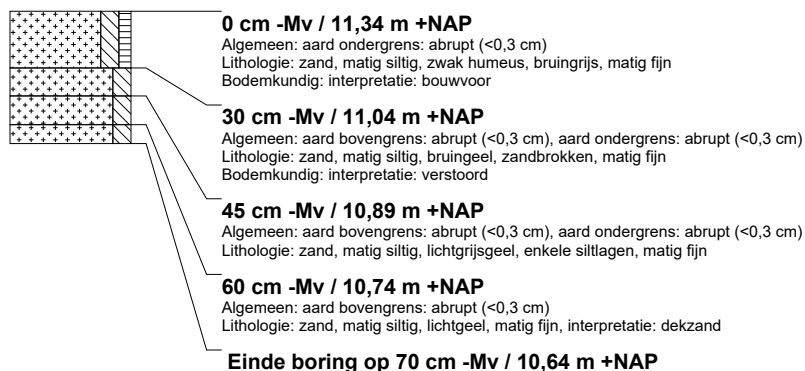 0 cm -Mv / 11,34 m +NAP
Algemeen: aard ondergrens: abrupt (<0,3 cm)
Lithologie: zand, matig siltig, zwak humeus, bruingrijs, matig fijn
Bodemkundig: interpretatie: bouwvoor
30 cm -Mv / 11,04 m +NAP
Algemeen: aard bovengrens: abrupt (<0,3 cm), aard ondergrens: abrupt (<0,3 cm)
Lithologie: zand, matig siltig, bruingeel, zandbrokken, matig fijn
Bodemkundig: interpretatie: verstoord
45 cm -Mv / 10,89 m +NAP
Algemeen: aard bovengrens: abrupt (<0,3 cm), aard ondergrens: abrupt (<0,3 cm)
Lithologie: zand, matig siltig, lichtgrijsgeel, enkele siltlagen, matig fijn
60 cm -Mv / 10,74 m +NAP
Algemeen: aard bovengrens: abrupt (<0,3 cm)
Lithologie: zand, matig siltig, lichtgeel, matig fijn, interpretatie: dekzand
Einde boring op 70 cm -Mv / 10,64 m +NAP